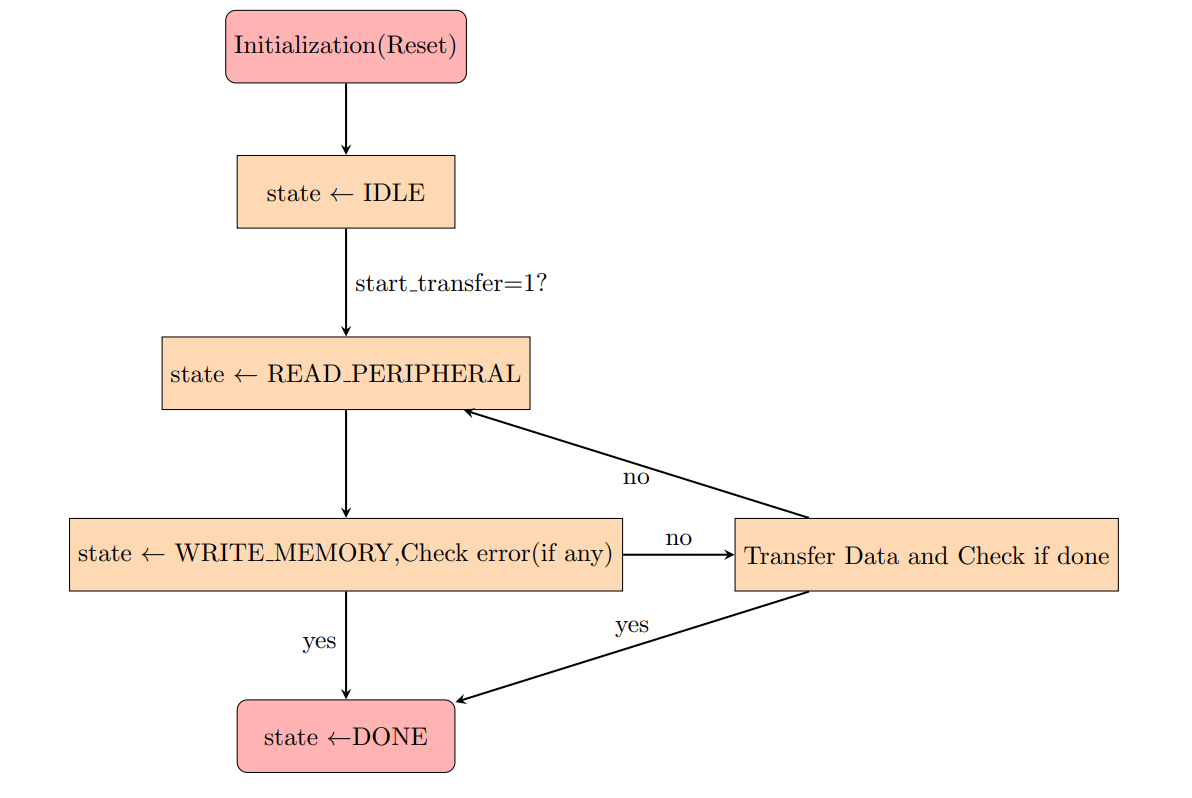 Initialization(Reset)
state ← IDLE
start_transfer=1?
state ← READ_PERIPHERAL
no
state ← WRITE_MEMORY,Check error(if any)
no
Transfer Data and Check if done
yes
yes
state ←DONE